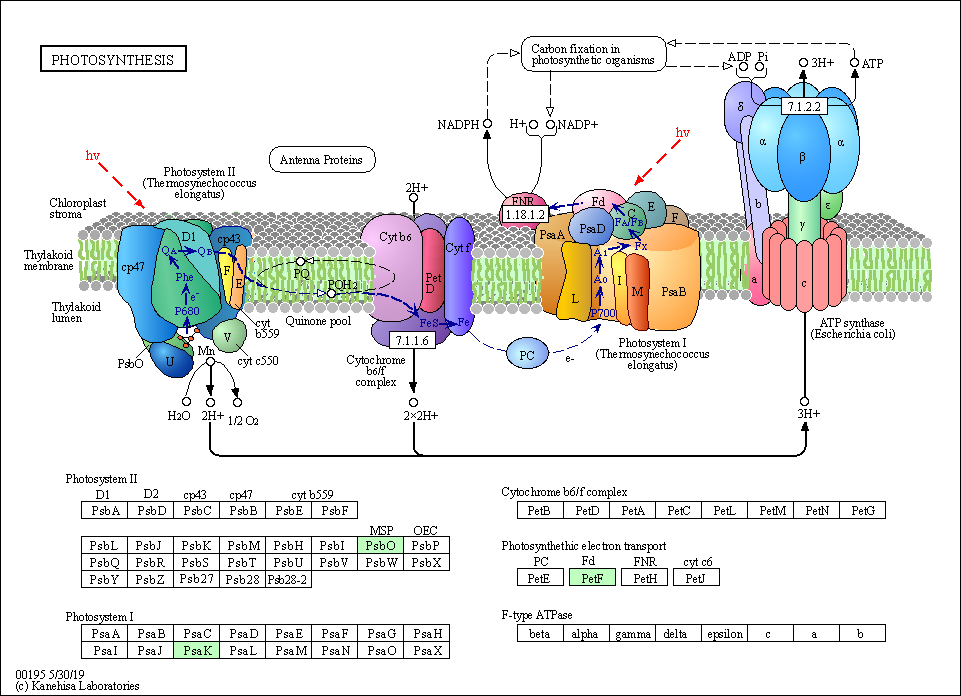 PHOTOSYNTHESIS
Carbon fixation in
photosynthetic organisms
ADP Pi
3H+
ATP
NADPH
H+
NADP+
hν
hν
Antenna Proteins
Photosystem II
(Thermosynechococcus
elongatus)
2H+
7.1.2.2
δ
α
β
α
Chloroplast
stroma
FNR
1.18.1.2
Fd
C
E
F
FA/FB
b
ε
γ
D1
cp43
cp47
QA
QB
Cyt b6
Cyt f
PsaA
PsaD
Fx
A1
Thylakoid
membrane
F
E
Phe
PQ
PQH2
Pet
D
A0
L
I
M
PsaB
a
c
Thylakoid
lumen
e-
P680
Quinone pool
FeS
Fe
P700
cyt
b559
V
PsbO
U
Mn
cyt c550
7.1.1.6
PC
e-
Cytochrome
b6/f
complex
Photosystem I
(Thermosynechococcus
elongatus)
ATP synthase
(Escherichia coli)
H2O
2H+
1/2 O2
2×2H+
3H+
Photosystem II
D1 D2 cp43 cp47 cyt b559
PsbA PsbD PsbC PsbB PsbE PsbF
MSP OEC
PsbL PsbJ PsbK PsbM PsbH PsbI PsbO PsbP
PsbQ PsbR PsbS PsbT PsbU PsbV PsbW PsbX
PsbY PsbZ Psb27 Psb28 Psb28-2
Photosystem I
PsaA PsaB PsaC PsaD PsaE PsaF PsaG PsaH
PsaI PsaJ PsaK PsaL PsaM PsaN PsaO PsaX
Cytochrome b6/f complex
PetB PetD PetA PetC PetL PetM PetN PetG
Photosynthethic electron transport
PC Fd FNR cyt c6
PetE PetF PetH PetJ
F-type ATPase
beta alpha gamma delta epsilon c a b
00195 5/30/19
(c) Kanehisa Laboratories